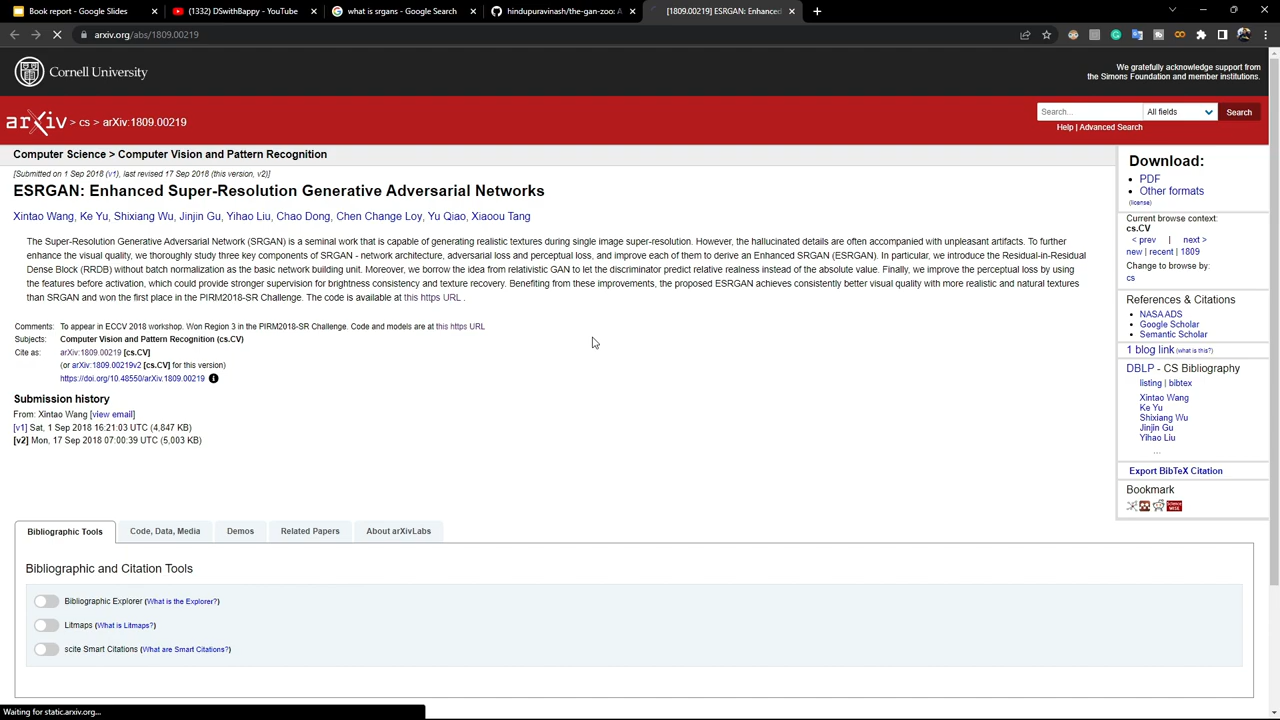 Book report - Google Slides
(1332) DSwithBappy - YouTube
what is srgans - Google Search
hindupuravinash/the-gan-zoo: A
[1809.00219] ESRGAN: Enhanced
arxiv.org/abs/1809.00219
Cornell University
We gratefully acknowledge support from
the Simons Foundation and member institutions.
arXiv > cs > arXiv:1809.00219
Search...
All fields
Search
Help | Advanced Search
Computer Science > Computer Vision and Pattern Recognition
[Submitted on 1 Sep 2018 (v1), last revised 17 Sep 2018 (this version, v2)]
ESRGAN: Enhanced Super-Resolution Generative Adversarial Networks
Xintao Wang, Ke Yu, Shixiang Wu, Jinjin Gu, Yihao Liu, Chao Dong, Chen Change Loy, Yu Qiao, Xiaoou Tang
The Super-Resolution Generative Adversarial Network (SRGAN) is a seminal work that is capable of generating realistic textures during single image super-resolution. However, the hallucinated details are often accompanied with unpleasant artifacts. To further
enhance the visual quality, we thoroughly study three key components of SRGAN - network architecture, adversarial loss and perceptual loss, and improve each of them to derive an Enhanced SRGAN (ESRGAN). In particular, we introduce the Residual-in-Residual
Dense Block (RRDB) without batch normalization as the basic network building unit. Moreover, we borrow the idea from relativistic GAN to let the discriminator predict relative realness instead of the absolute value. Finally, we improve the perceptual loss by using
the features before activation, which could provide stronger supervision for brightness consistency and texture recovery. Benefiting from these improvements, the proposed ESRGAN achieves consistently better visual quality with more realistic and natural textures
than SRGAN and won the first place in the PIRM2018-SR Challenge. The code is available at this https URL .
Comments: To appear in ECCV 2018 workshop. Won Region 3 in the PIRM2018-SR Challenge. Code and models are at this https URL
Subjects: Computer Vision and Pattern Recognition (cs.CV)
Cite as: arXiv:1809.00219 [cs.CV]
(or arXiv:1809.00219v2 [cs.CV] for this version)
https://doi.org/10.48550/arXiv.1809.00219
Submission history
From: Xintao Wang [view email]
[v1] Sat, 1 Sep 2018 16:21:03 UTC (4,847 KB)
[v2] Mon, 17 Sep 2018 07:00:39 UTC (5,003 KB)
Download:
• PDF
• Other formats
(license)
Current browse context:
cs.CV
< prev | next >
new | recent | 1809
Change to browse by:
cs
References & Citations
• NASA ADS
• Google Scholar
• Semantic Scholar
1 blog link (what is this?)
DBLP - CS Bibliography
listing | bibtex
Xintao Wang
Ke Yu
Shixiang Wu
Jinjin Gu
Yihao Liu
...
Export BibTeX Citation
Bookmark
Bibliographic Tools
Code, Data, Media
Demos
Related Papers
About arXivLabs
Bibliographic and Citation Tools
Bibliographic Explorer (What is the Explorer?)
Litmaps (What is Litmaps?)
scite Smart Citations (What are Smart Citations?)
Waiting for static.arxiv.org...